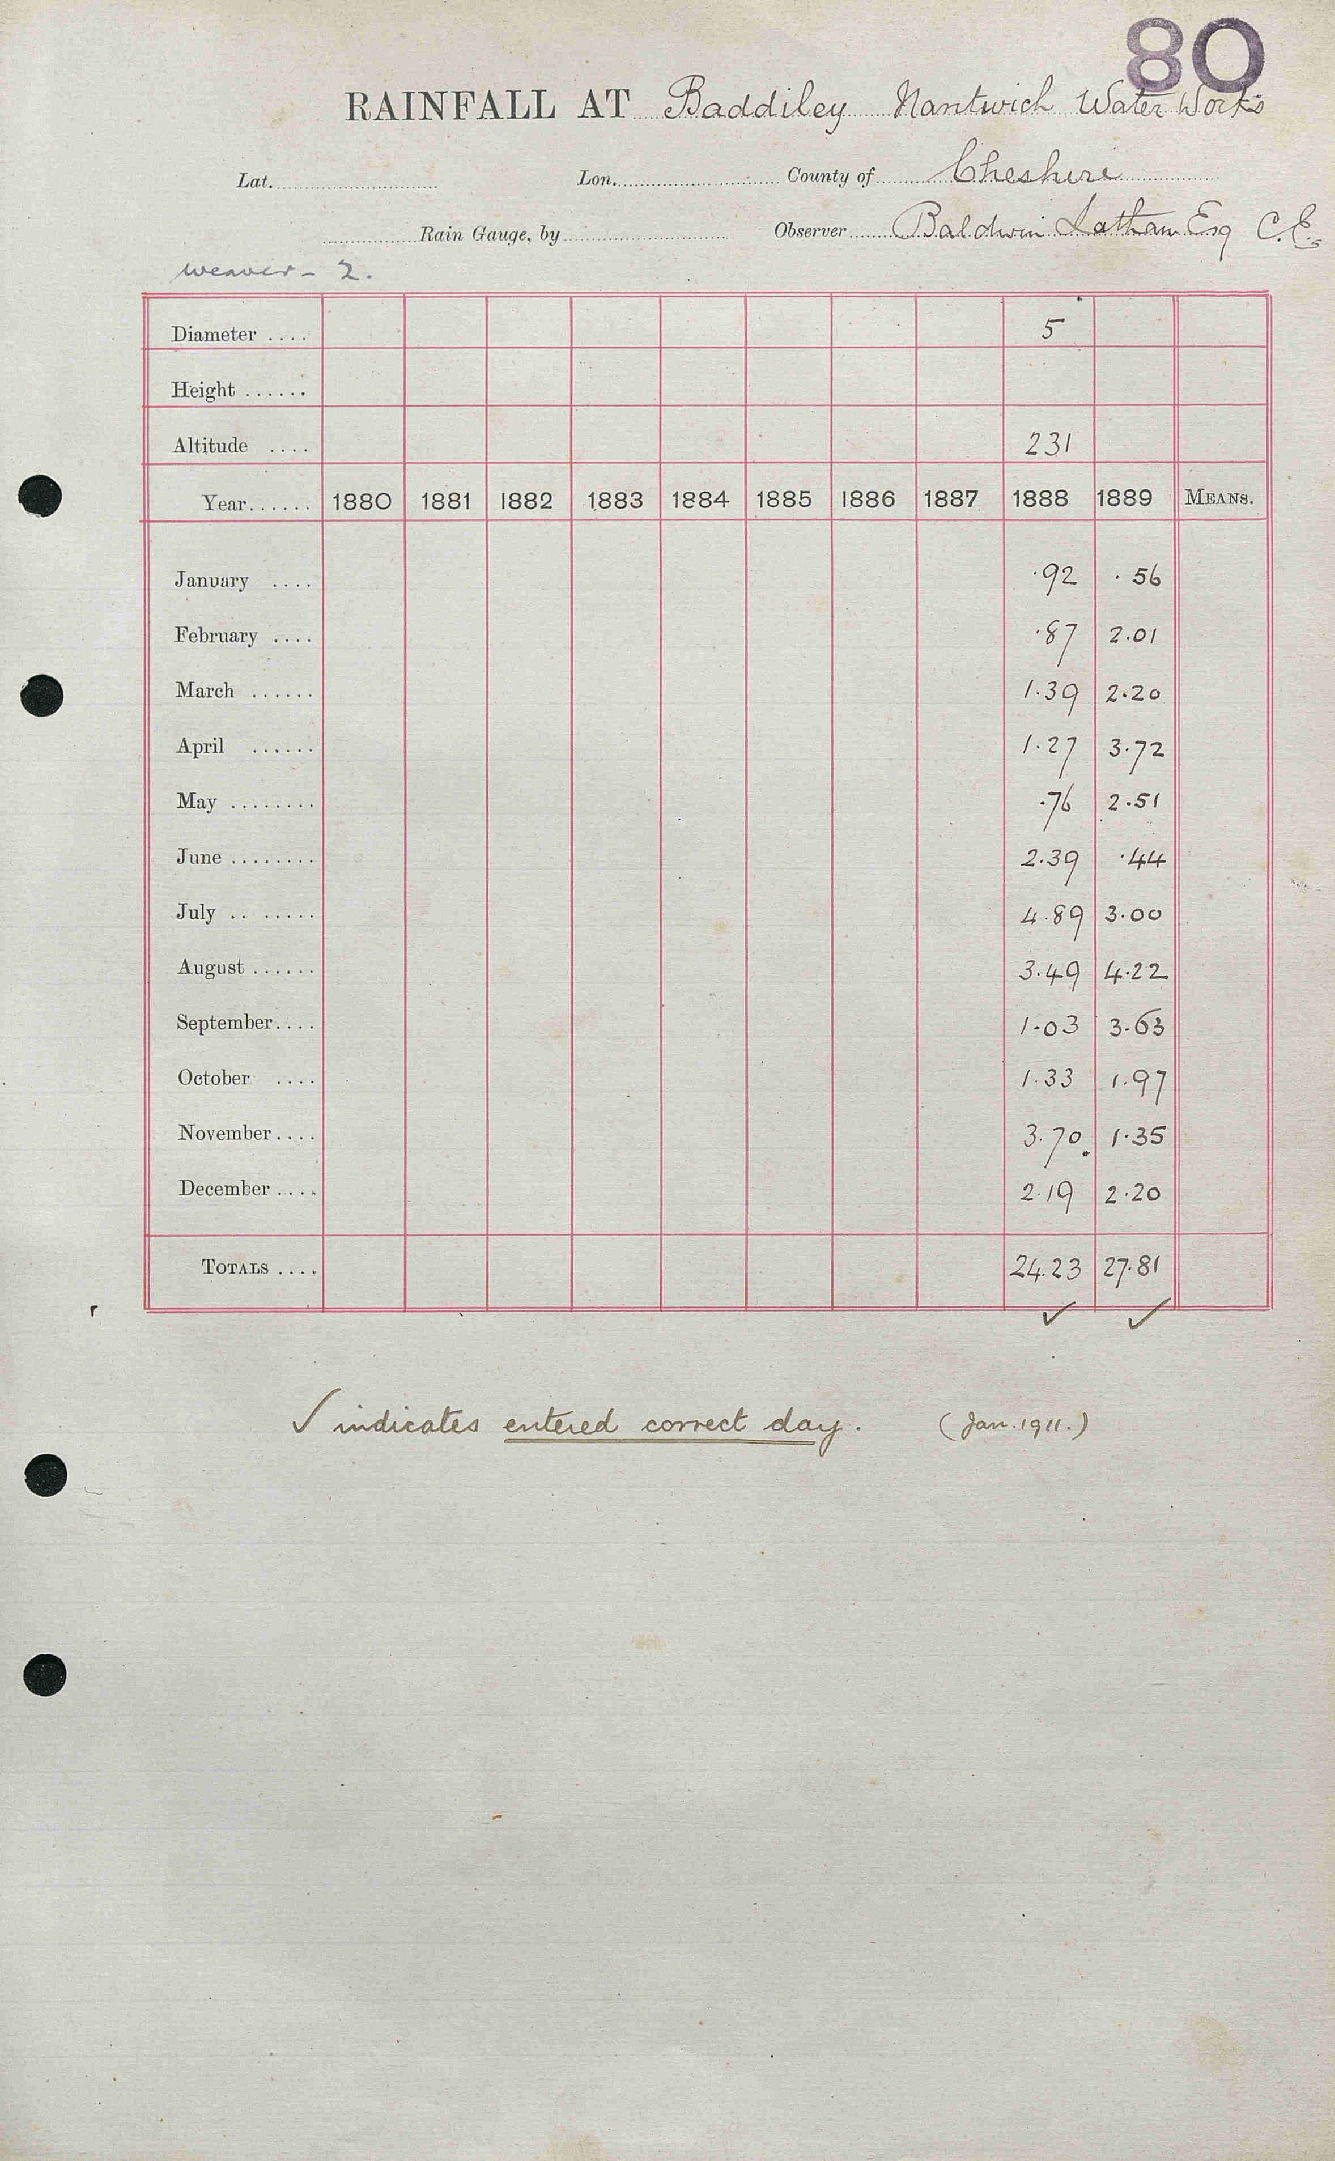 80
RAINFALL AT Baddiley Nantwich Water Works
Lat. Lon. County of Cheshire
Rain Gauge, by Observer Baldwin Latham Esq C.E.
Weaver - 2.
Diameter .... 5
Height ......
Altitude .... 231
Year...... 1880 1881 1882 1883 1884 1885 1886 1887 1888 1889 MEANS.
January .... .92 .56
February .... .87 2.01
March ...... 1.39 2.20
April ...... 1.27 3.72
May ........ .76 2.51
June ........ 2.39 .44
July .. ...... 4.89 3.00
August ...... 3.49 4.22
September.... 1.03 3.63
October .... 1.33 1.97
November.... 3.70 1.35
December .... 2.19 2.20
TOTALS .... 24.23 27.81
✓ ✓
✓ indicates entered correct day. (Jan. 1911.)